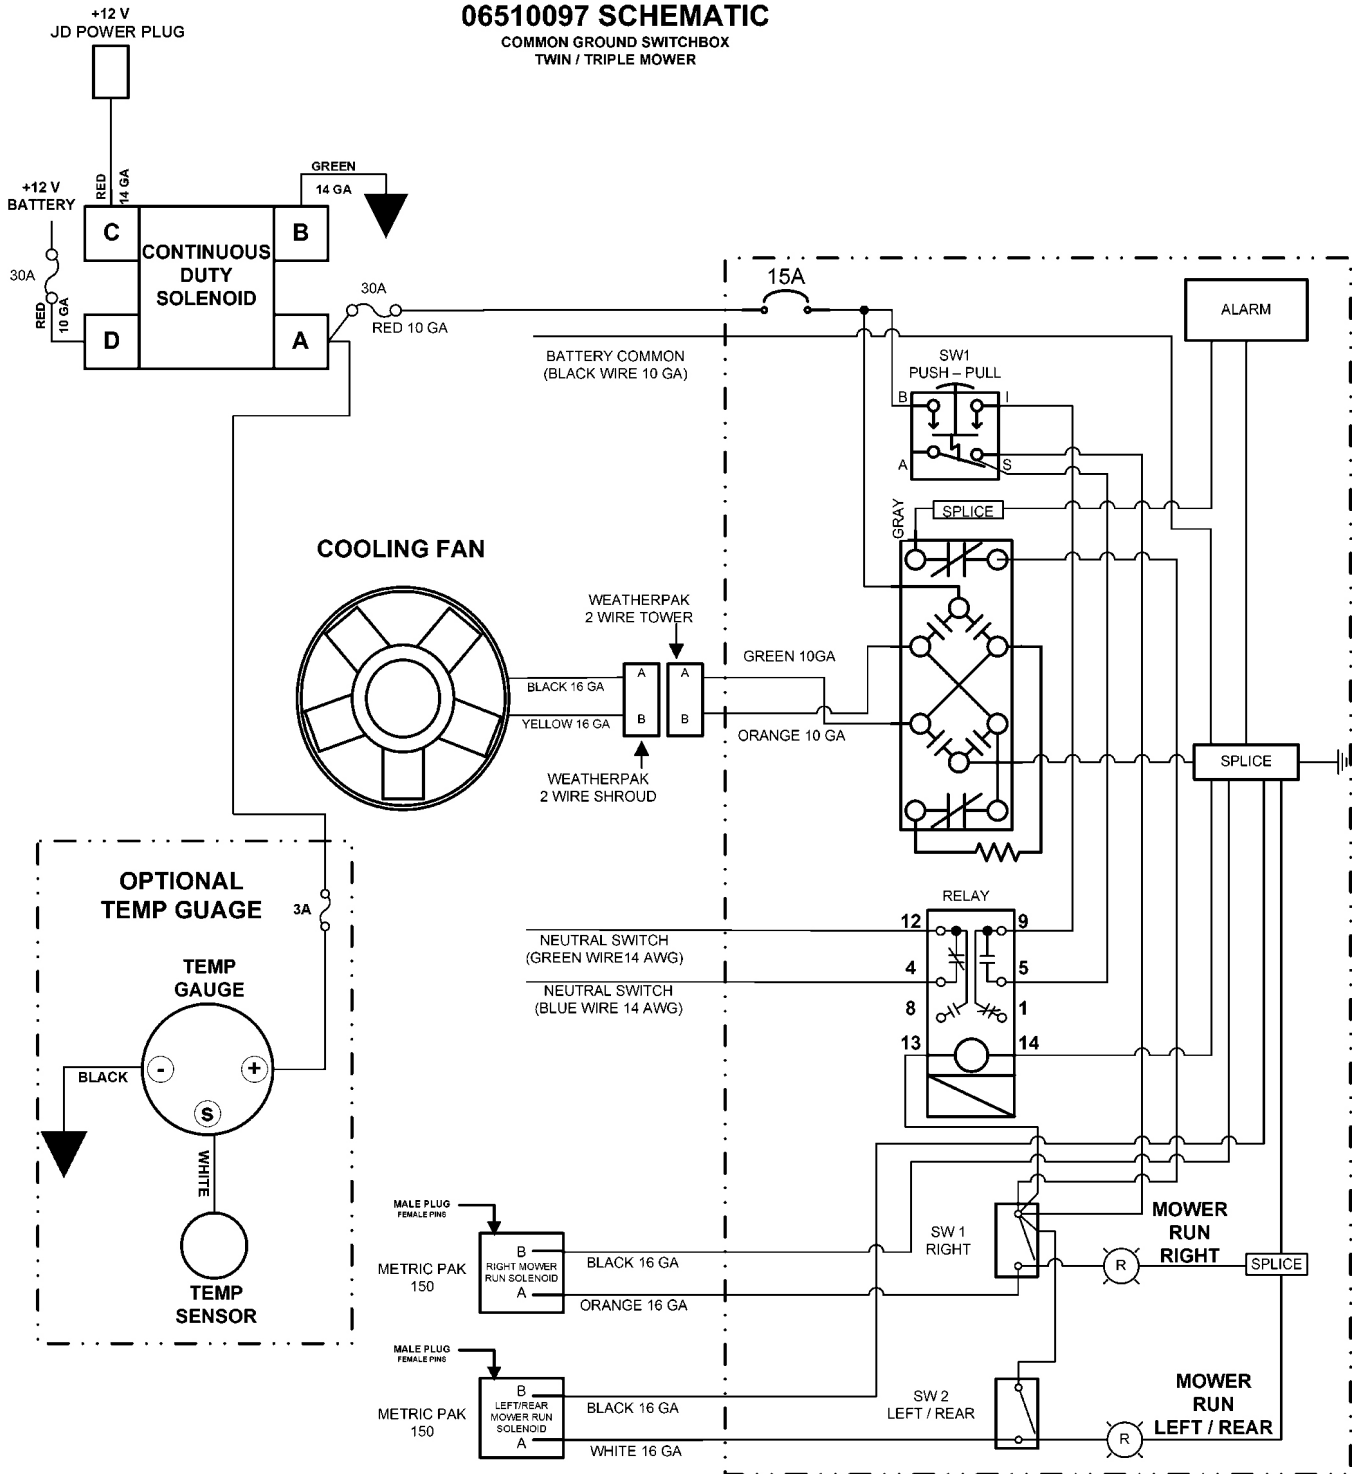 06510097 SCHEMATIC
COMMON GROUND SWITCHBOX
TWIN / TRIPLE MOWER
+12 V
JD POWER PLUG
RED
14 GA
+12 V
BATTERY
30A
RED
10 GA
GREEN
14 GA
C
B
CONTINUOUS
DUTY
SOLENOID
D
A
30A
RED 10 GA
15A
ALARM
BATTERY COMMON
(BLACK WIRE 10 GA)
SW1
PUSH – PULL
B
I
A
S
GRAY
SPLICE
COOLING FAN
WEATHERPAK
2 WIRE TOWER
BLACK 16 GA
YELLOW 16 GA
A
B
A
B
GREEN 10GA
ORANGE 10 GA
WEATHERPAK
2 WIRE SHROUD
SPLICE
OPTIONAL
TEMP GUAGE
3A
TEMP
GAUGE
-
+
S
BLACK
WHITE
TEMP
SENSOR
RELAY
12
9
NEUTRAL SWITCH
(GREEN WIRE14 AWG)
4
5
NEUTRAL SWITCH
(BLUE WIRE 14 AWG)
8
1
13
14
MALE PLUG
FEMALE PINS
METRIC PAK
150
B
RIGHT MOWER
RUN SOLENOID
A
BLACK 16 GA
ORANGE 16 GA
SW 1
RIGHT
MOWER
RUN
RIGHT
R
SPLICE
MALE PLUG
FEMALE PINS
METRIC PAK
150
B
LEFT/REAR
MOWER RUN
SOLENOID
A
BLACK 16 GA
WHITE 16 GA
SW 2
LEFT / REAR
MOWER
RUN
LEFT / REAR
R